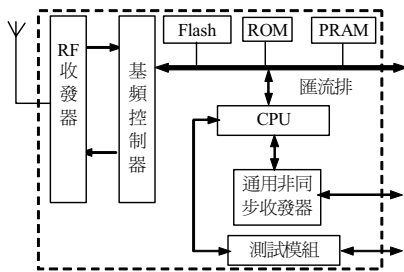 Flash
ROM
PRAM
RF
收發器
基頻控制器
匯流排
CPU
通用非同
步收發器
測試模組